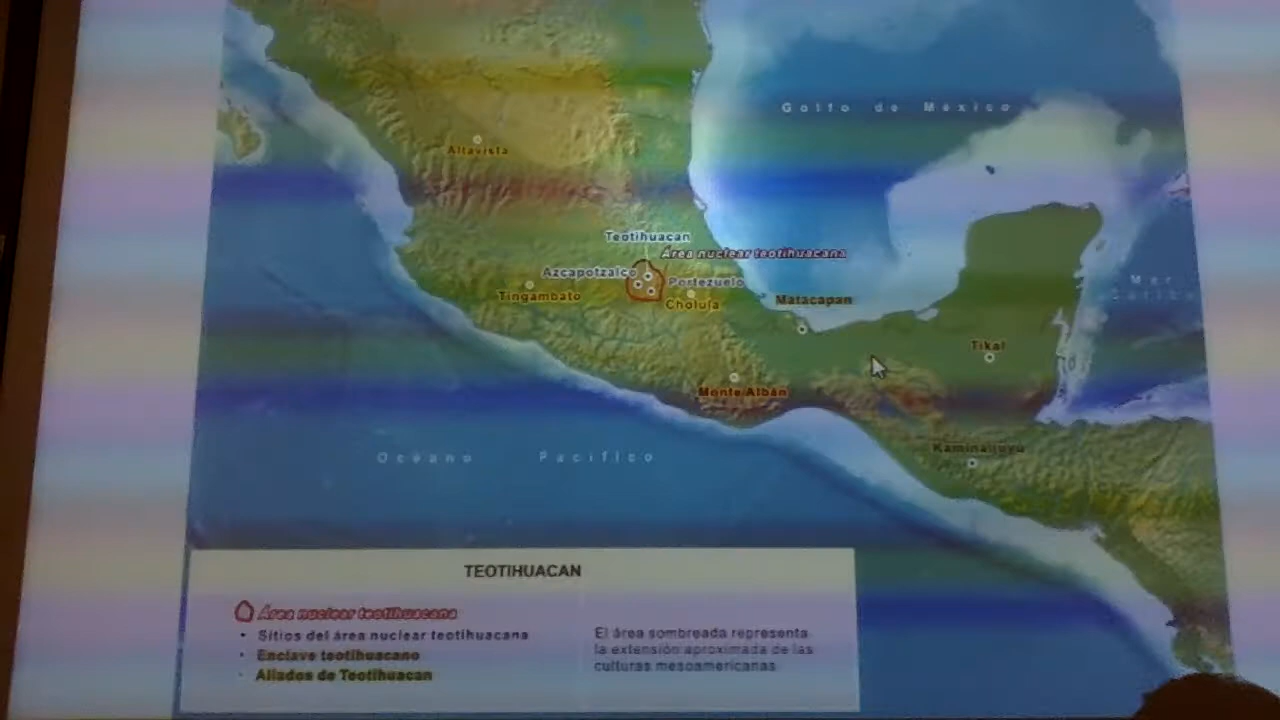 Golfo de México
Altavista
Teotihuacan
Área nuclear teotihuacana
Azcapotzalco
Portezuelo
Tingambato
Cholula
Matacapan
Mar
Tikal
Monte Albán
Kaminaljuyu
Océano Pacífico
TEOTIHUACAN
Área nuclear teotihuacana
• Sitios del área nuclear teotihuacana
• Enclave teotihuacano
• Aliados de Teotihuacan
El área sombreada representa
la extensión aproximada de las
culturas mesoamericanas